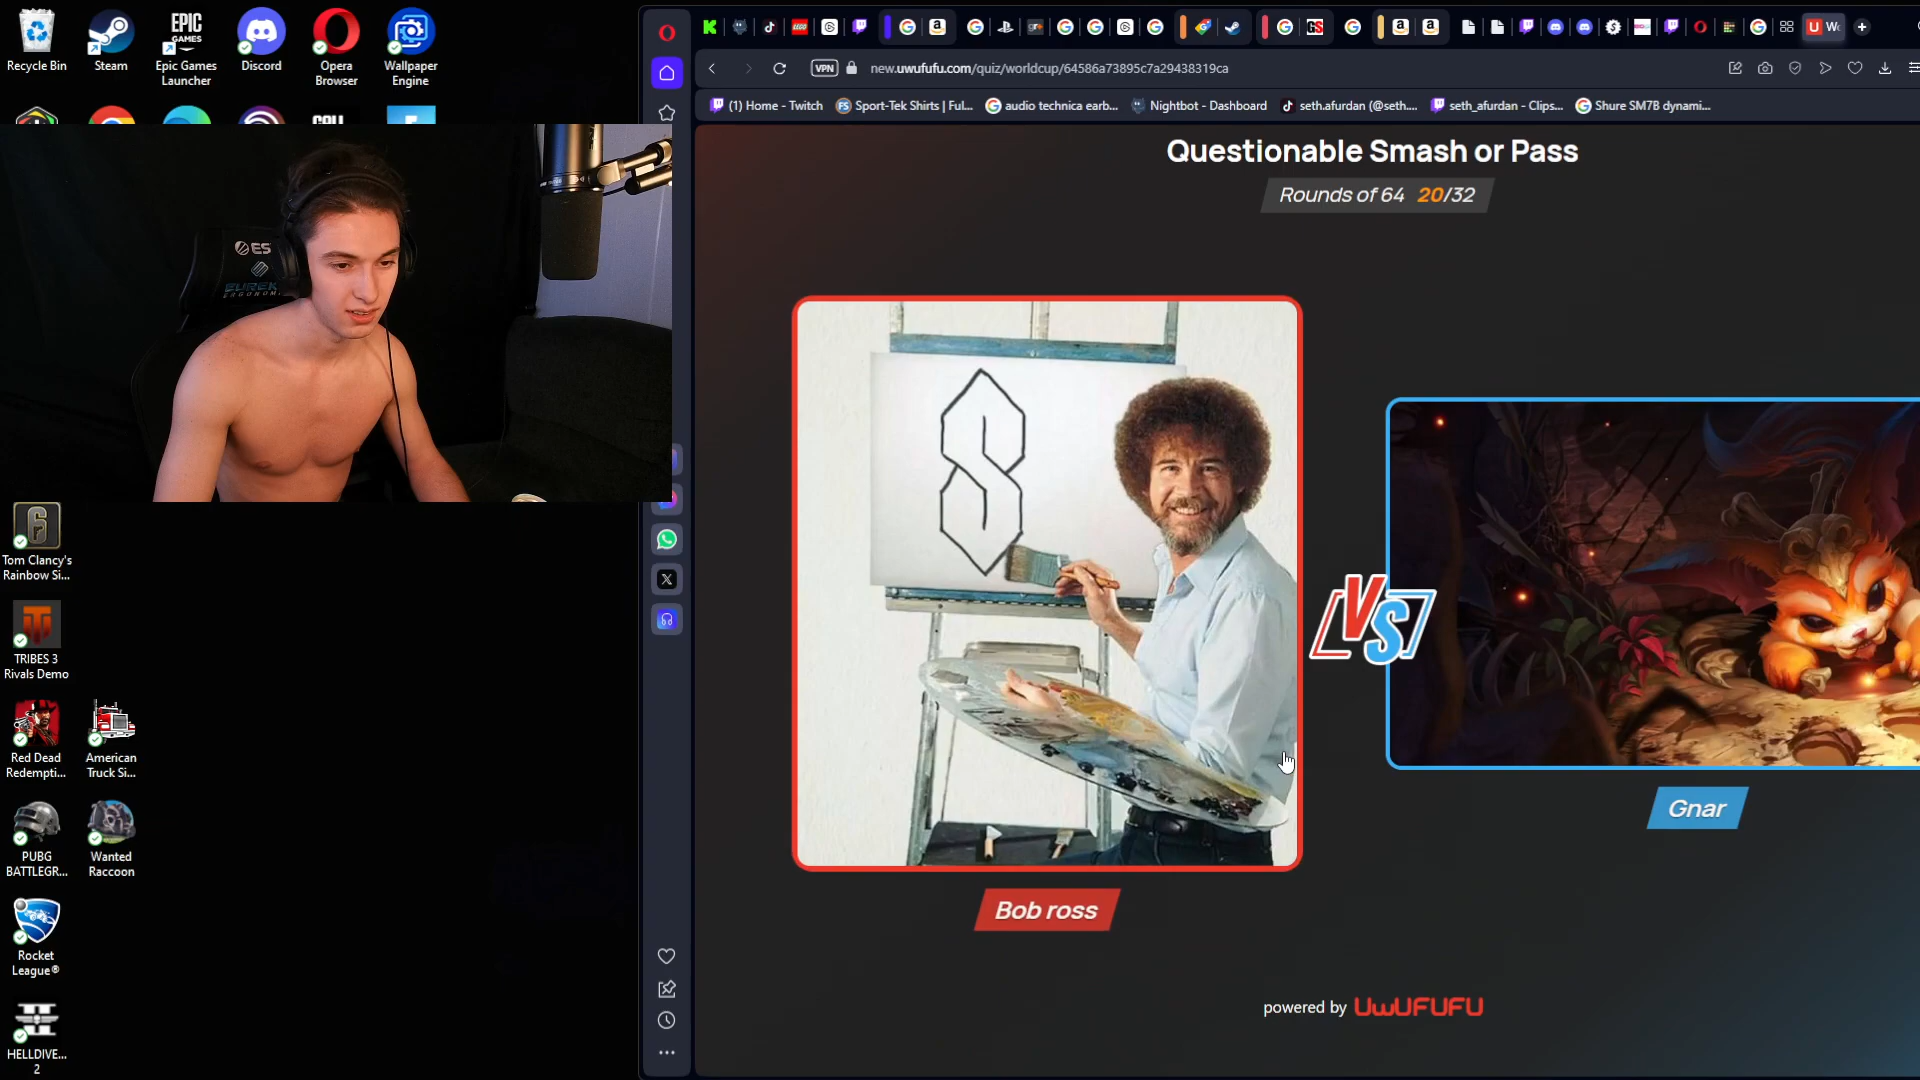 Recycle Bin
Steam
Epic Games Launcher
Discord
Opera Browser
Wallpaper Engine
VPN
new.uwufufu.com/quiz/worldcup/64586a73895c7a29438319ca
(1) Home - Twitch
Sport-Tek Shirts | Ful...
audio technica earb...
Nightbot - Dashboard
seth.afurdan (@seth....
seth_afurdan - Clips...
Shure SM7B dynami...
Questionable Smash or Pass
Rounds of 64 20/32
VS
Bob ross
Gnar
powered by UwUFUFU
Tom Clancy's Rainbow Si...
TRIBES 3 Rivals Demo
Red Dead Redempti...
American Truck Si...
PUBG BATTLEGR...
Wanted Raccoon
Rocket League®
HELLDIVE... 2